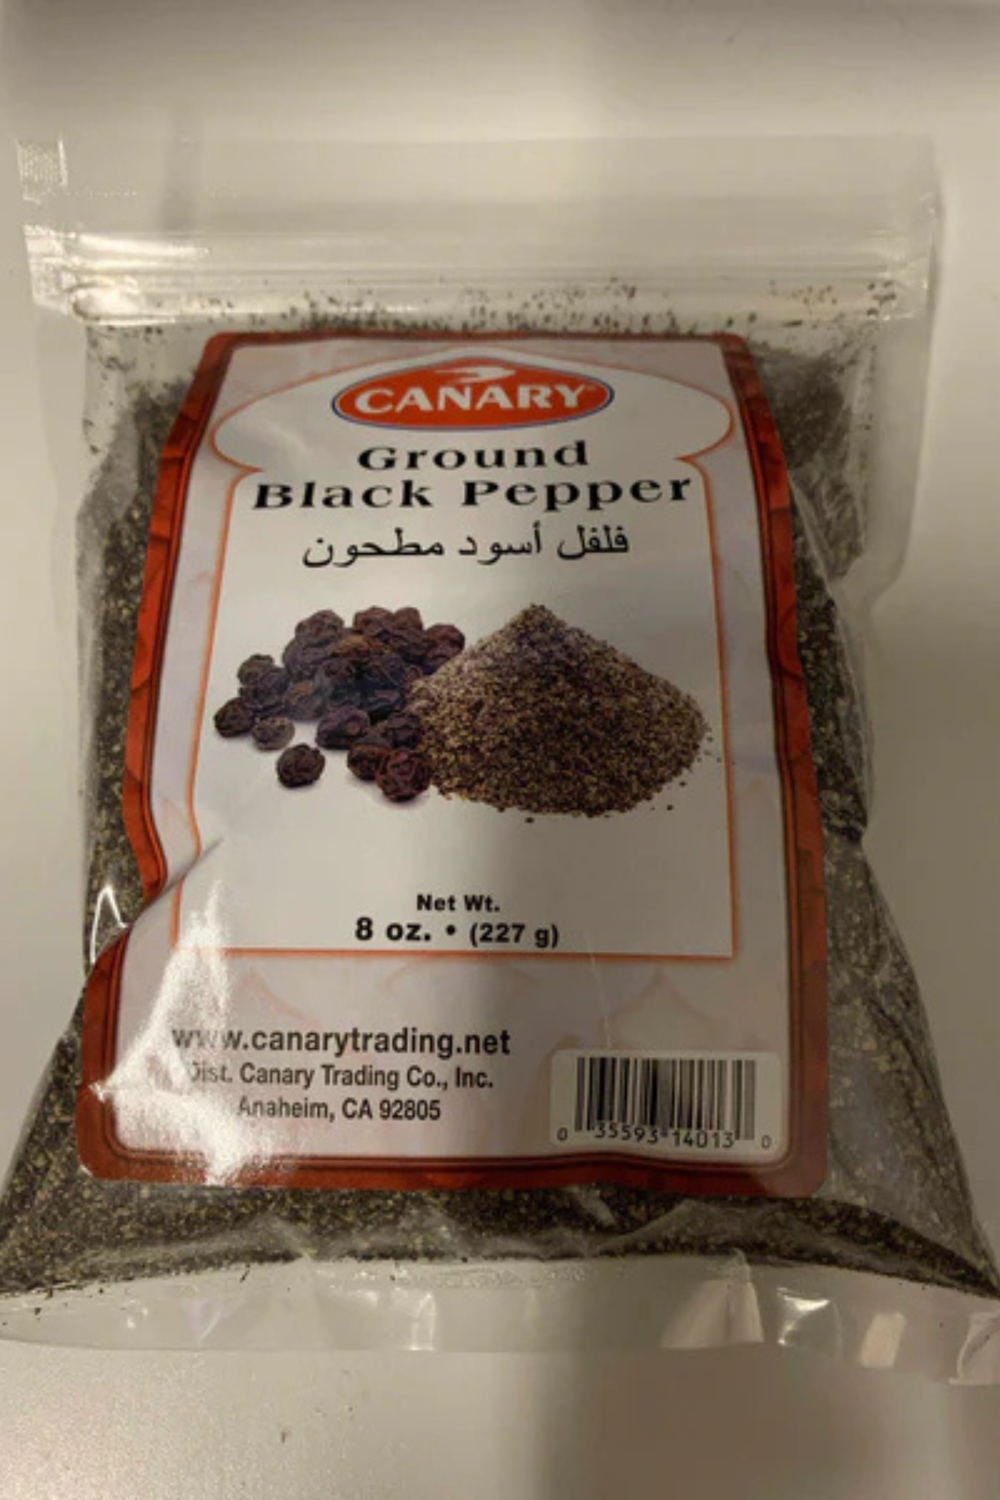 CANARY
Ground
Black Pepper
فلفل أسود مطحون
Net Wt.
8 oz. • (227 g)
www.canarytrading.net
Dist. Canary Trading Co., Inc.
Anaheim, CA 92805
0 35593 14013 0